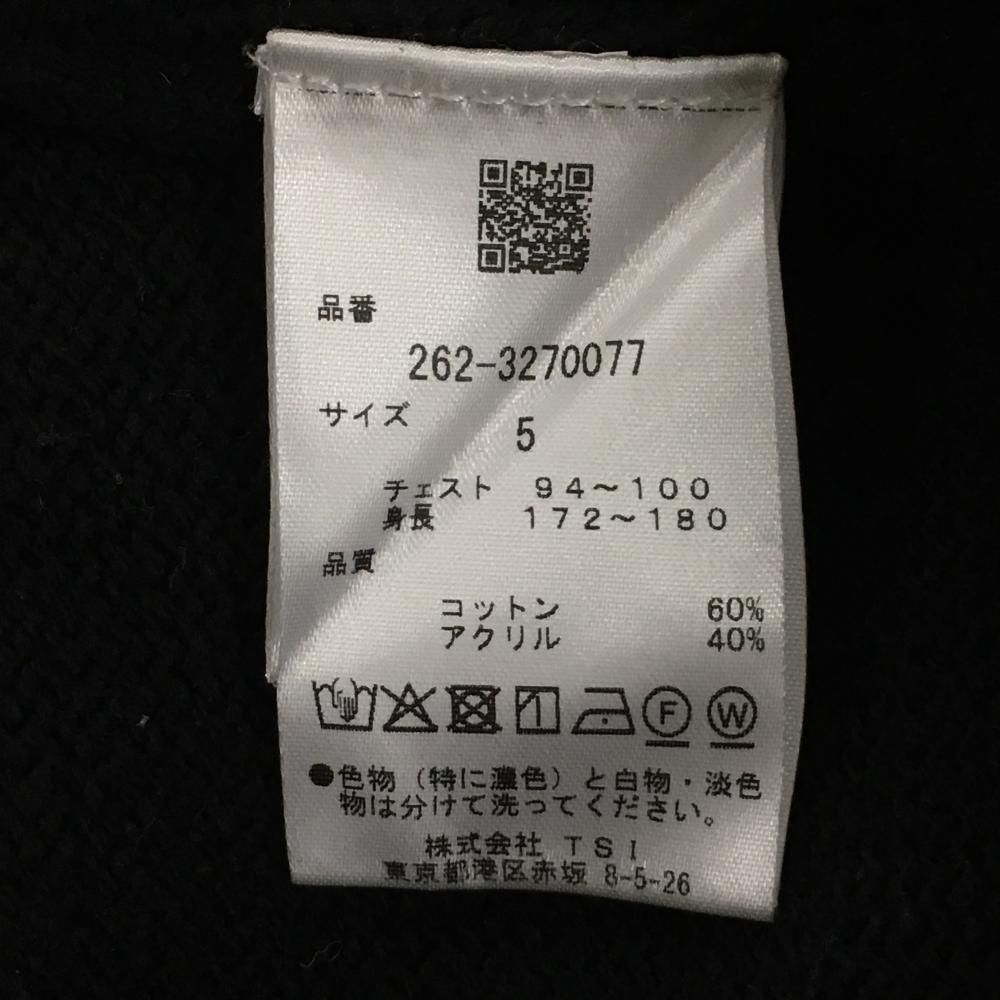 品番
262-3270077
サイズ 5
チェスト 94～100
身長 172～180
品質
コットン 60%
アクリル 40%
F W
●色物（特に濃色）と白物・淡色
物は分けて洗ってください。
株式会社 TSI
東京都港区赤坂 8-5-26